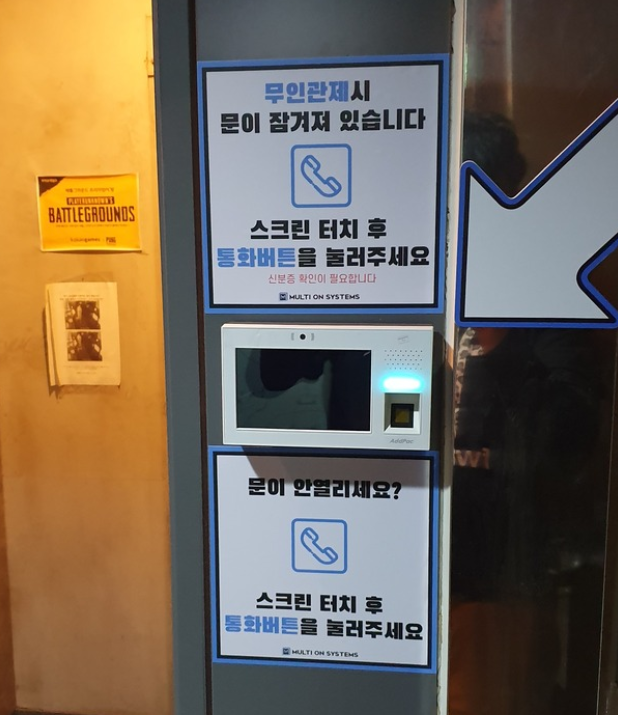 무인관제시
문이 잠겨져 있습니다
스크린 터치 후
통화버튼을 눌러주세요
신분증 확인이 필요합니다
MULTI ON SYSTEMS
PLAYERUNKNOWN'S
BATTLEGROUNDS
AddPac
문이 안열리세요?
스크린 터치 후
통화버튼을 눌러주세요
MULTI ON SYSTEMS